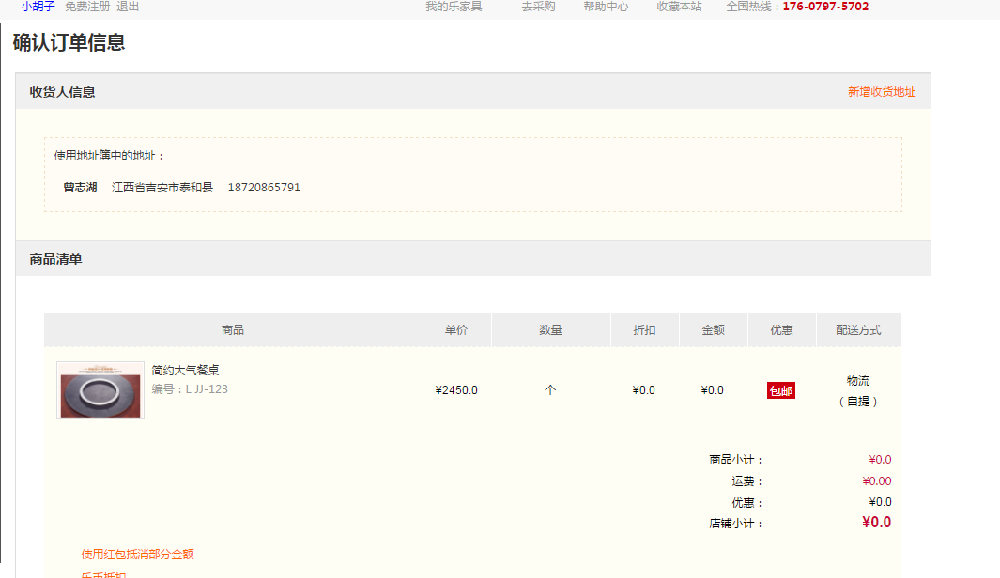 小胡子 免费注册 退出 我的乐家具 去采购 帮助中心 收藏本站 全国热线：176-0797-5702
确认订单信息
收货人信息 新增收货地址
使用地址簿中的地址：
曾志湖 江西省吉安市泰和县 18720865791
商品清单
商品 单价 数量 折扣 金额 优惠 配送方式
简约大气餐桌
编号：L JJ-123
¥2450.0 个 ¥0.0 ¥0.0 包邮 物流
（自提）
商品小计： ¥0.0
运费： ¥0.00
优惠： ¥0.0
店铺小计： ¥0.0
使用红包抵消部分金额
乐币抵扣